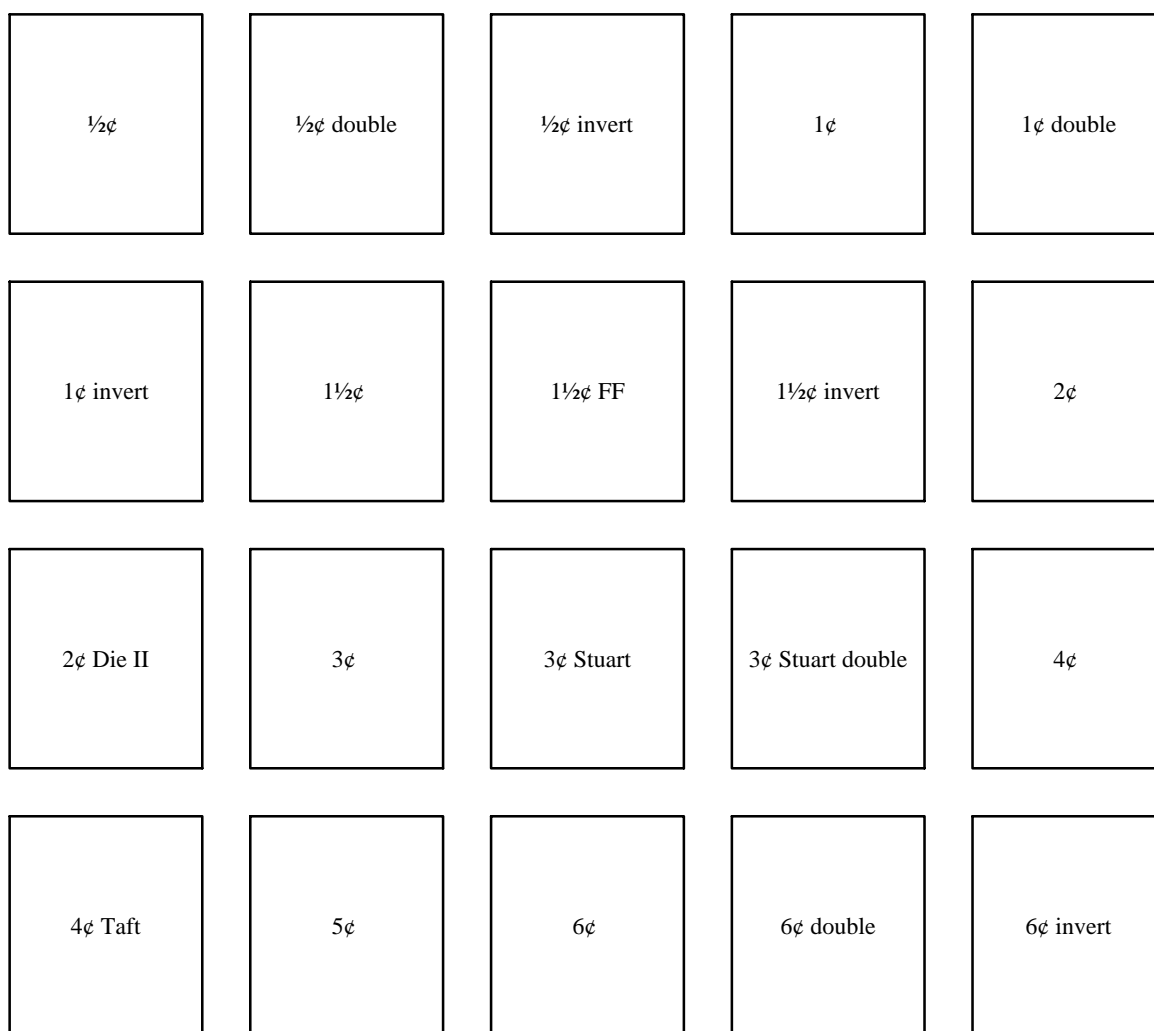 ½¢
½¢ double
½¢ invert
1¢
1¢ double
1¢ invert
1½¢
1½¢ FF
1½¢ invert
2¢
2¢ Die II
3¢
3¢ Stuart
3¢ Stuart double
4¢
4¢ Taft
5¢
6¢
6¢ double
6¢ invert